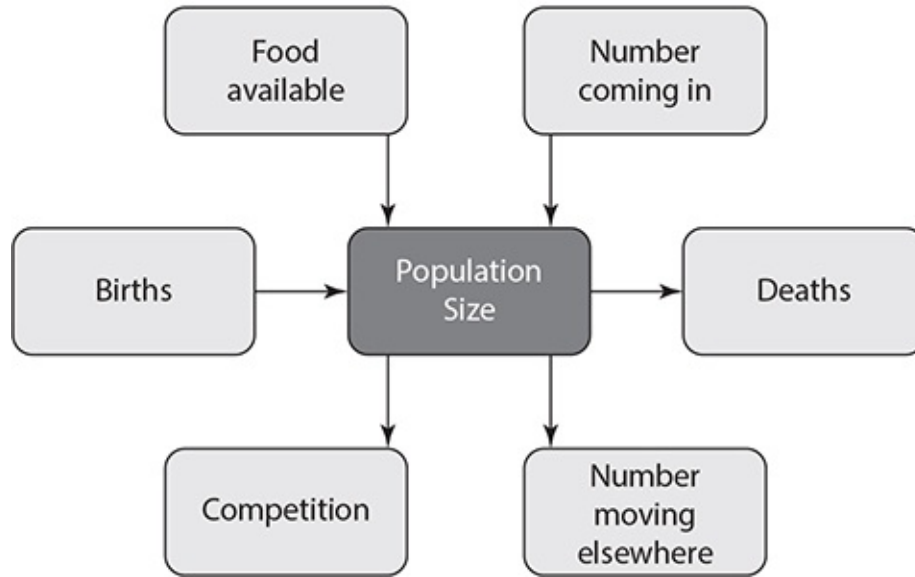 Food
available
Number
coming in
Births
Population
Size
Deaths
Competition
Number
moving
elsewhere